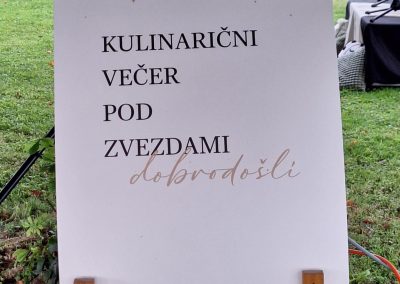 KULINARIČNI
VEČER
POD
ZVEZDAMI
dobrodošli